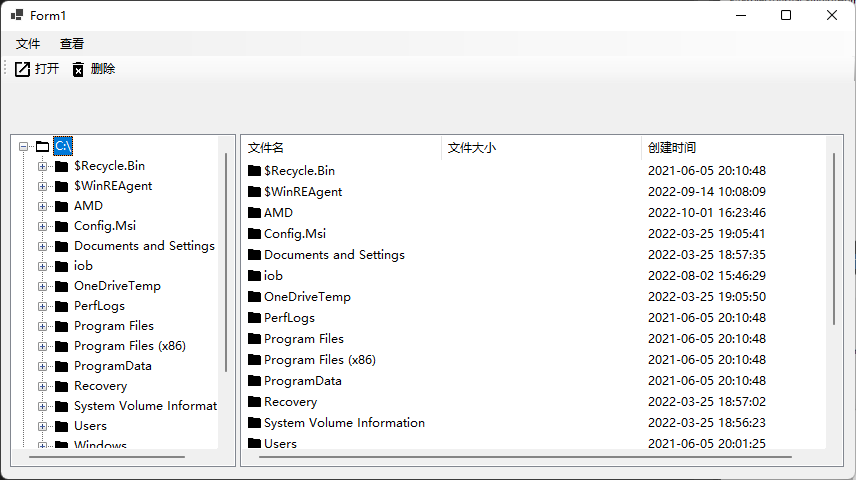 Form1
文件 查看
打开 删除
C:\
$Recycle.Bin
$WinREAgent
AMD
Config.Msi
Documents and Settings
iob
OneDriveTemp
PerfLogs
Program Files
Program Files (x86)
ProgramData
Recovery
System Volume Informat
Users
Windows
文件名 文件大小 创建时间
$Recycle.Bin 2021-06-05 20:10:48
$WinREAgent 2022-09-14 10:08:09
AMD 2022-10-01 16:23:46
Config.Msi 2022-03-25 19:05:41
Documents and Settings 2022-03-25 18:57:35
iob 2022-08-02 15:46:29
OneDriveTemp 2022-03-25 19:05:50
PerfLogs 2021-06-05 20:10:48
Program Files 2021-06-05 20:10:48
Program Files (x86) 2021-06-05 20:10:48
ProgramData 2021-06-05 20:10:48
Recovery 2022-03-25 18:57:02
System Volume Information 2022-03-25 18:56:23
Users 2021-06-05 20:01:25